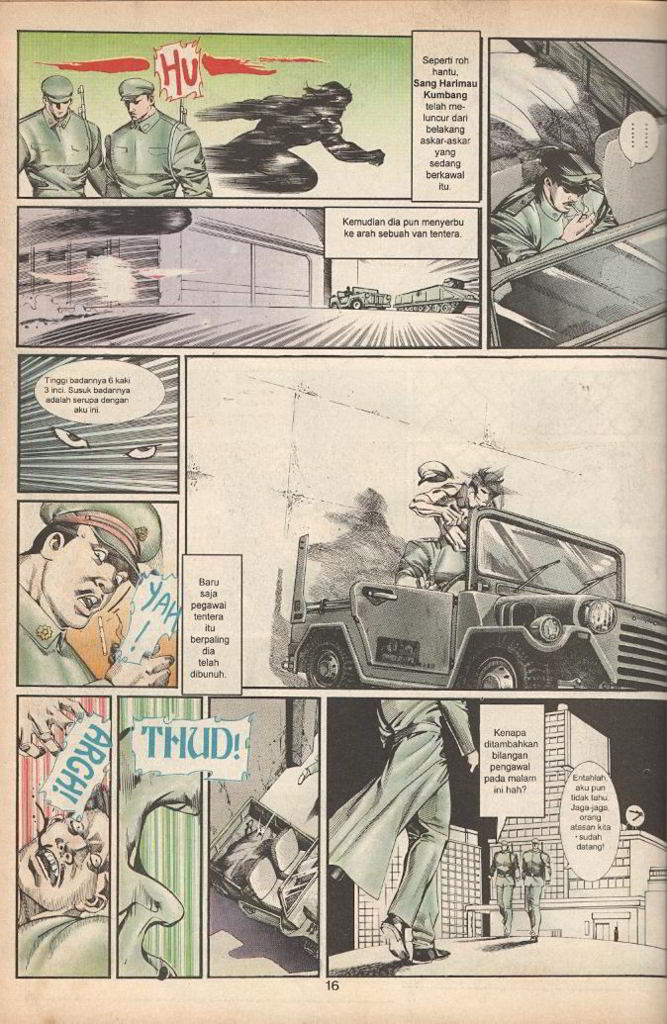 HU
Seperti roh
hantu,
Sang Harimau
Kumbang
telah me-
luncur dari
belakang
askar-askar
yang
sedang
berkawal
itu.
Kemudian dia pun menyerbu
ke arah sebuah van tentera.
Tinggi badannya 6 kaki
3 inci. Susuk badannya
adalah serupa dengan
aku ini.
YAH
!
Baru
saja
pegawai
tentera
itu
berpaling
dia
telah
dibunuh.
ARGH!
THUD!
Kenapa
ditambahkan
bilangan
pengawal
pada malam
ini hah?
Entahlah,
aku pun
tidak tahu.
Jaga-jaga,
orang
atasan kita
sudah
datang!
16